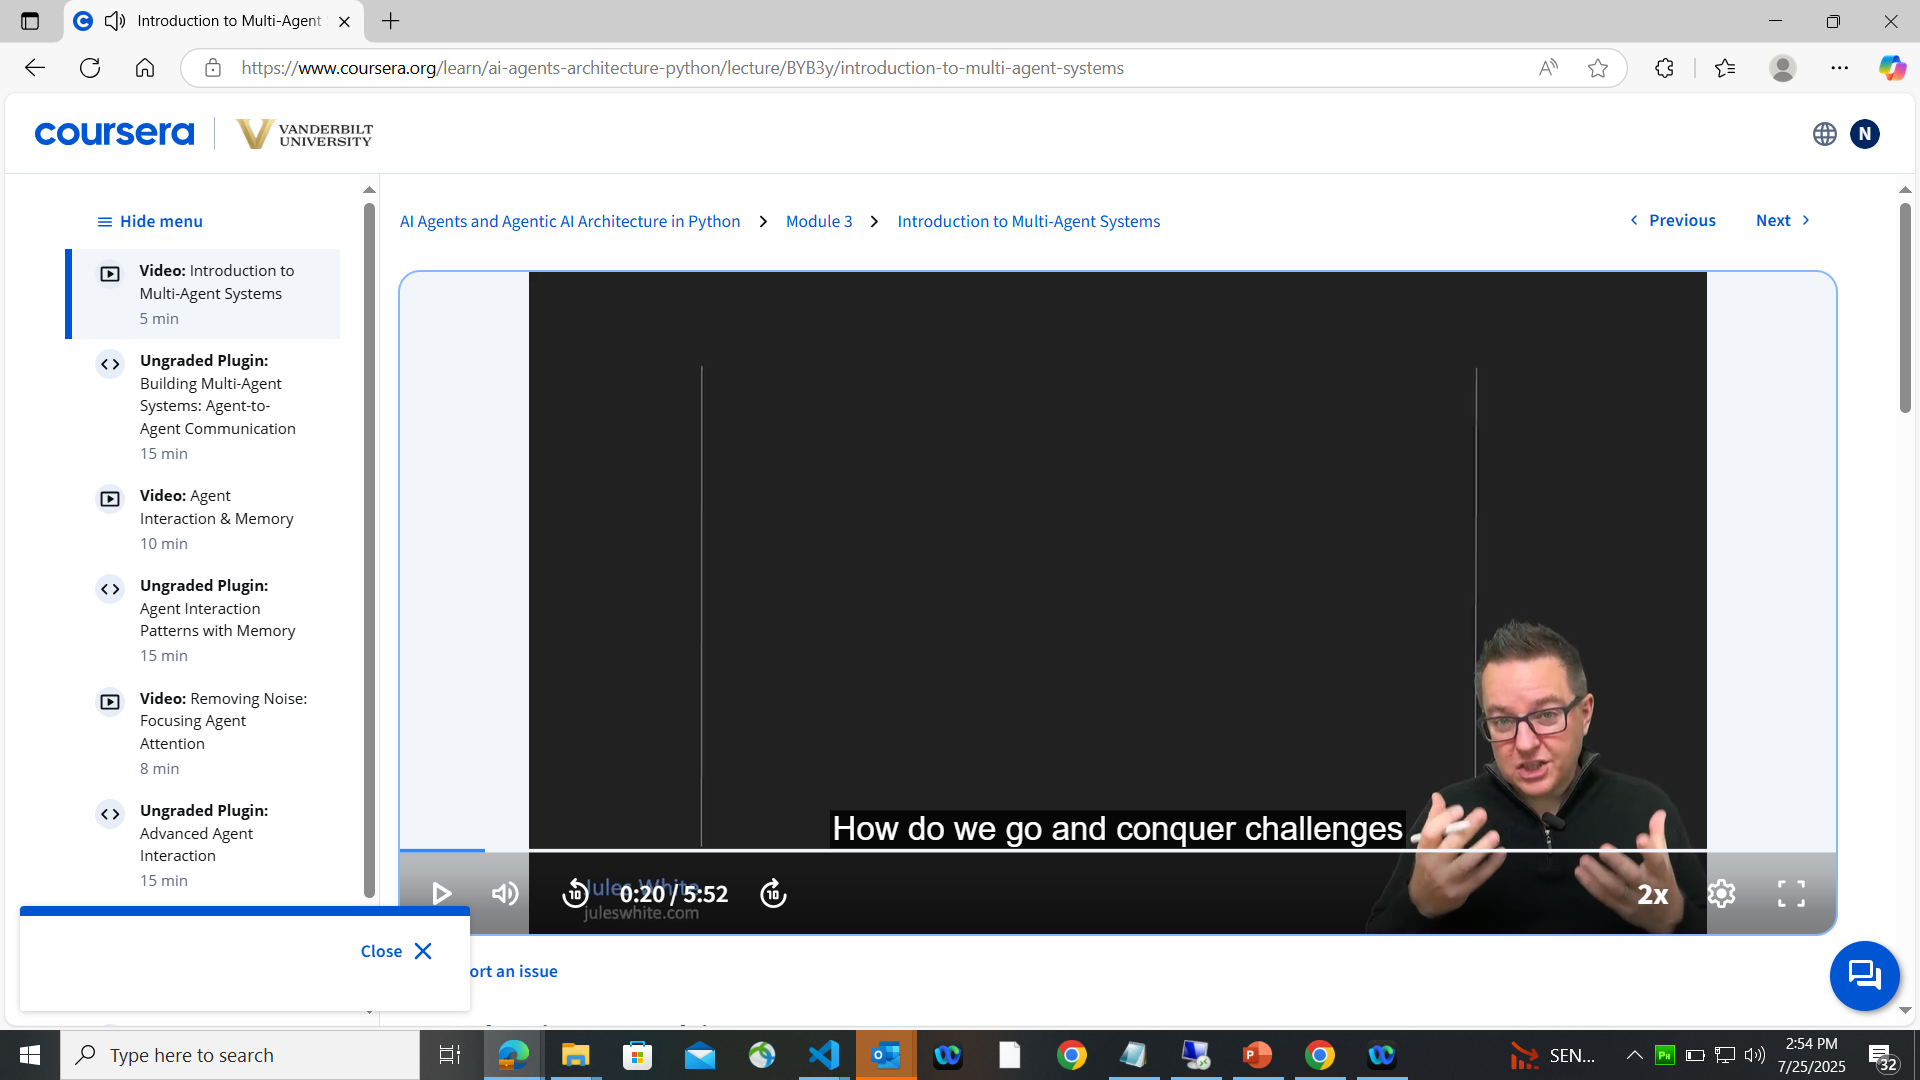 Introduction to Multi-Agent
https://www.coursera.org/learn/ai-agents-architecture-python/lecture/BYB3y/introduction-to-multi-agent-systems
coursera
VANDERBILT
UNIVERSITY
N
Hide menu
Video: Introduction to
Multi-Agent Systems
5 min
Ungraded Plugin:
Building Multi-Agent
Systems: Agent-to-
Agent Communication
15 min
Video: Agent
Interaction & Memory
10 min
Ungraded Plugin:
Agent Interaction
Patterns with Memory
15 min
Video: Removing Noise:
Focusing Agent
Attention
8 min
Ungraded Plugin:
Advanced Agent
Interaction
15 min
Close
AI Agents and Agentic AI Architecture in Python
Module 3
Introduction to Multi-Agent Systems
Previous
Next
How do we go and conquer challenges
Jules White
juleswhite.com
10
0:20 / 5:52
10
2x
ort an issue
Type here to search
SEN...
2:54 PM
7/25/2025
32